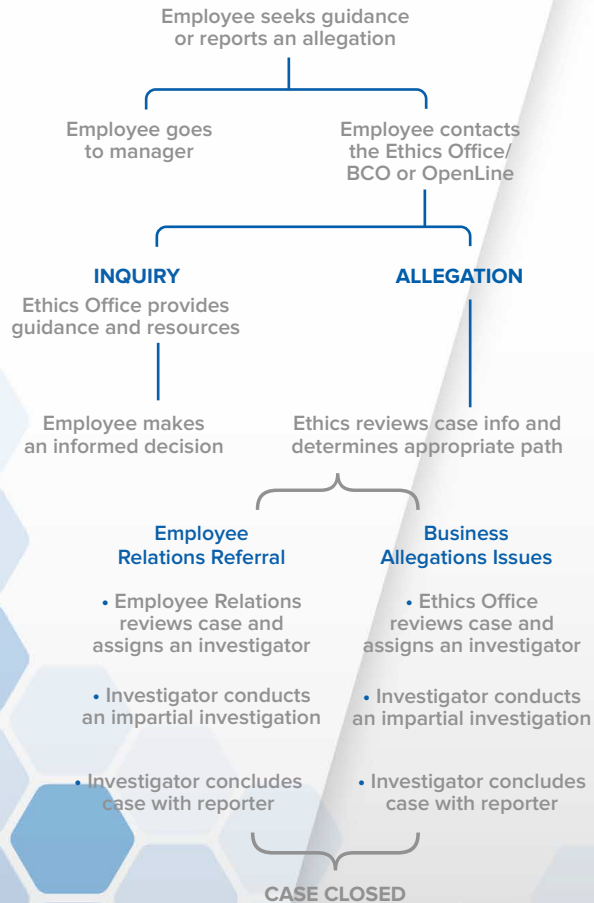 Employee seeks guidance
or reports an allegation
Employee goes
to manager
Employee contacts
the Ethics Office/
BCO or OpenLine
INQUIRY
Ethics Office provides
guidance and resources
ALLEGATION
Employee makes
an informed decision
Ethics reviews case info and
determines appropriate path
Employee
Relations Referral
• Employee Relations
reviews case and
assigns an investigator
• Investigator conducts
an impartial investigation
• Investigator concludes
case with reporter
Business
Allegations Issues
• Ethics Office
reviews case and
assigns an investigator
• Investigator conducts
an impartial investigation
• Investigator concludes
case with reporter
CASE CLOSED